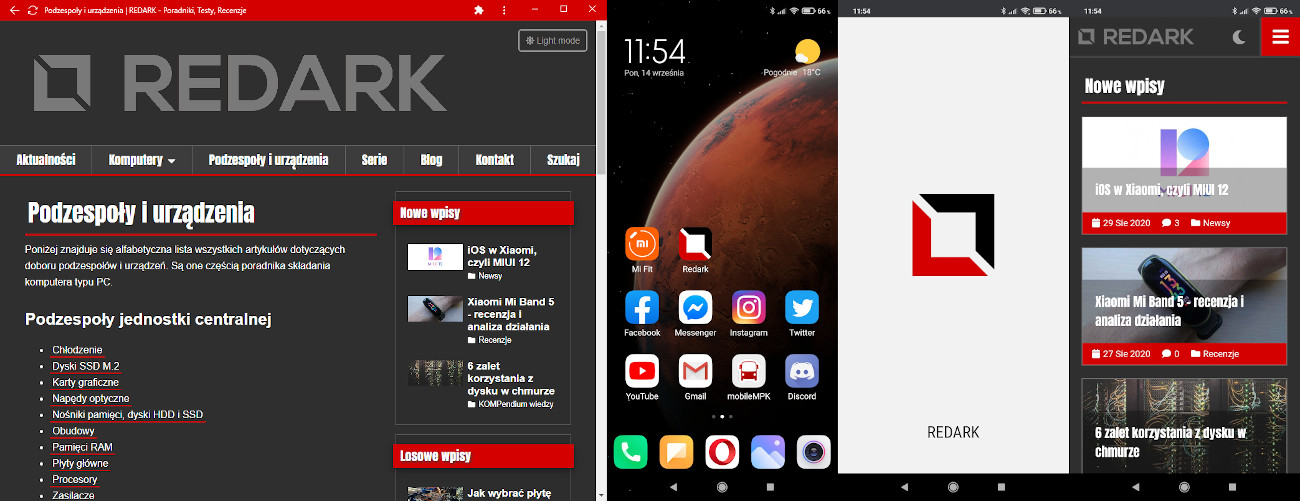 Podzespoły i urządzenia | REDARK - Poradniki, Testy, Recenzje
Light mode
REDARK
Aktualności
Komputery
Podzespoły i urządzenia
Serie
Blog
Kontakt
Szukaj
Podzespoły i urządzenia
Poniżej znajduje się alfabetyczna lista wszystkich artykułów dotyczących
doboru podzespołów i urządzeń. Są one częścią poradnika składania
komputera typu PC.
Podzespoły jednostki centralnej
Chłodzenie
Dyski SSD M.2
Karty graficzne
Napędy optyczne
Nośniki pamięci, dyski HDD i SSD
Obudowy
Pamięci RAM
Płyty główne
Procesory
Zasilacze
Nowe wpisy
iOS w Xiaomi,
czyli MIUI 12
Newsy
Xiaomi Mi Band 5
- recenzja i
analiza działania
Recenzje
6 zalet
korzystania z
dysku w chmurze
KOMPendium wiedzy
Losowe wpisy
Jak wybrać płytę
66%
11:54
Pon, 14 września
Pogodnie 18°C
Mi Fit
Redark
Facebook
Messenger
Instagram
Twitter
YouTube
Gmail
mobileMPK
Discord
11:54
66%
REDARK
11:54
66%
REDARK
Nowe wpisy
iOS w Xiaomi, czyli MIUI 12
29 Sie 2020 3 Newsy
Xiaomi Mi Band 5 - recenzja i
analiza działania
27 Sie 2020 0 Recenzje
6 zalet korzystania z dysku w
chmurze